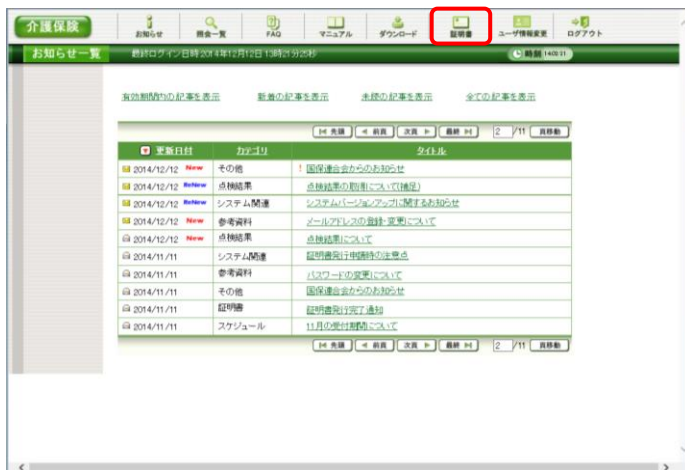 介護保険
お知らせ 照会一覧 FAQ マニュアル ダウンロード 証明書 ユーザ情報変更 ログアウト
お知らせ一覧 最終ログイン日時:2014年12月12日 13時21分25秒 時刻
有効期間内の記事を表示 新着の記事を表示 未読の記事を表示 全ての記事を表示
先頭 前頁 次頁 最終 2 /11 頁移動
更新日付 カテゴリ タイトル
2014/12/12 New その他 ! 国保連合会からのお知らせ
2014/12/12 ReNew 点検結果 点検結果の取消について(補足)
2014/12/12 ReNew システム関連 システムバージョンアップに関するお知らせ
2014/12/12 New 参考資料 メールアドレスの登録・変更について
2014/12/12 New 点検結果 点検結果について
2014/11/11 システム関連 証明書発行申請時の注意点
2014/11/11 参考資料 パスワードの変更について
2014/11/11 その他 国保連合会からのお知らせ
2014/11/11 証明書 証明書発行完了通知
2014/11/11 スケジュール 11月の受付期間について
先頭 前頁 次頁 最終 2 /11 頁移動